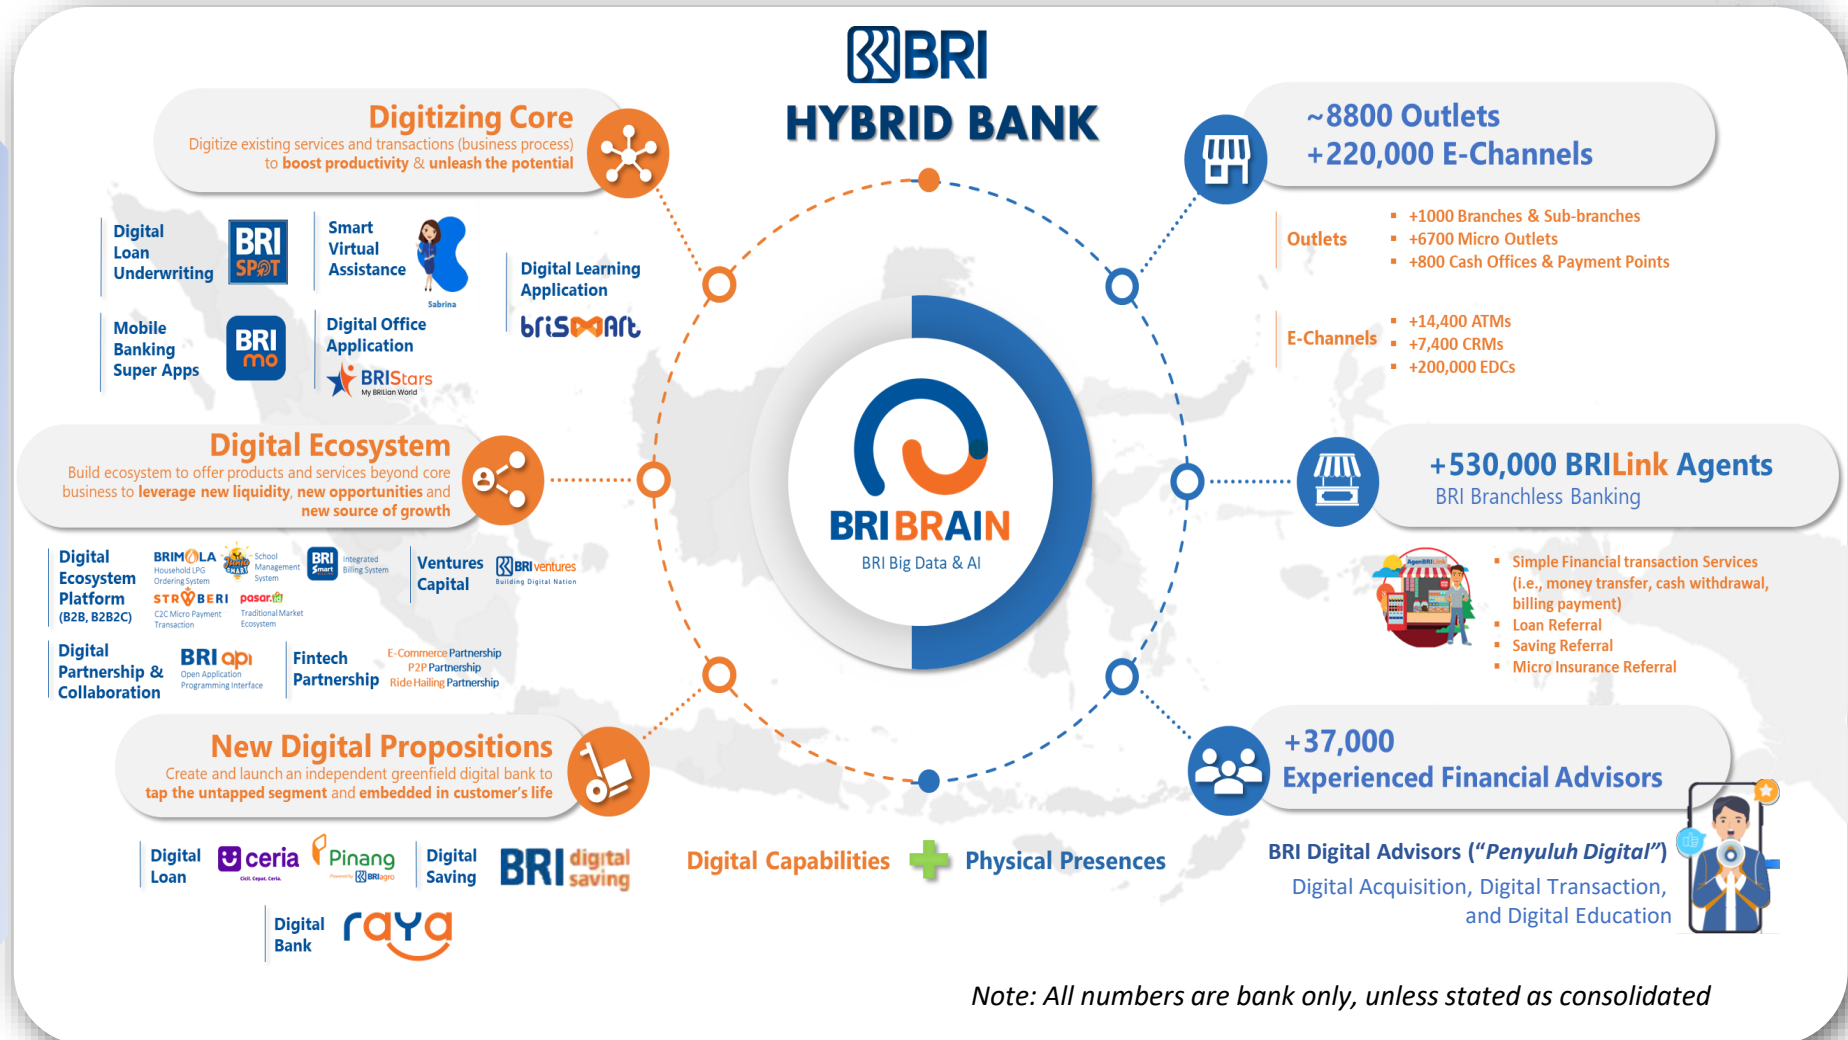 BRI
HYBRID BANK
Digitizing Core
Digitize existing services and transactions (business process)
to boost productivity & unleash the potential
Digital
Loan
Underwriting
BRI
SPOT
Smart
Virtual
Assistance
Sabrina
Digital Learning
Application
briSMArt
Mobile
Banking
Super Apps
BRI
mo
Digital Office
Application
BRIStars
My BRILian World
Digital Ecosystem
Build ecosystem to offer products and services beyond core
business to leverage new liquidity, new opportunities and
new source of growth
Digital
Ecosystem
Platform
(B2B, B2B2C)
BRIMOLA
Household LPG
Ordering System
Junio
SMART
School
Management
System
BRI
Smart
Integrated
Billing System
STROBERI
C2C Micro Payment
Transaction
pasar.id
Traditional Market
Ecosystem
Ventures
Capital
BRI ventures
Building Digital Nation
Digital
Partnership &
Collaboration
BRI api
Open Application
Programming Interface
Fintech
Partnership
E-Commerce Partnership
P2P Partnership
Ride Hailing Partnership
New Digital Propositions
Create and launch an independent greenfield digital bank to
tap the untapped segment and embedded in customer's life
Digital
Loan
ceria
Cicil. Cepat. Ceria.
Pinang
Powered by BRIagro
Digital
Saving
BRI digital
saving
Digital
Bank
raya
BRIBRAIN
BRI Big Data & AI
Digital Capabilities + Physical Presences
~8800 Outlets
+220,000 E-Channels
Outlets
▪ +1000 Branches & Sub-branches
▪ +6700 Micro Outlets
▪ +800 Cash Offices & Payment Points
E-Channels
▪ +14,400 ATMs
▪ +7,400 CRMs
▪ +200,000 EDCs
+530,000 BRILink Agents
BRI Branchless Banking
AgenBRILink
▪ Simple Financial transaction Services
(i.e., money transfer, cash withdrawal,
billing payment)
▪ Loan Referral
▪ Saving Referral
▪ Micro Insurance Referral
+37,000
Experienced Financial Advisors
BRI Digital Advisors ("Penyuluh Digital")
Digital Acquisition, Digital Transaction,
and Digital Education
Note: All numbers are bank only, unless stated as consolidated